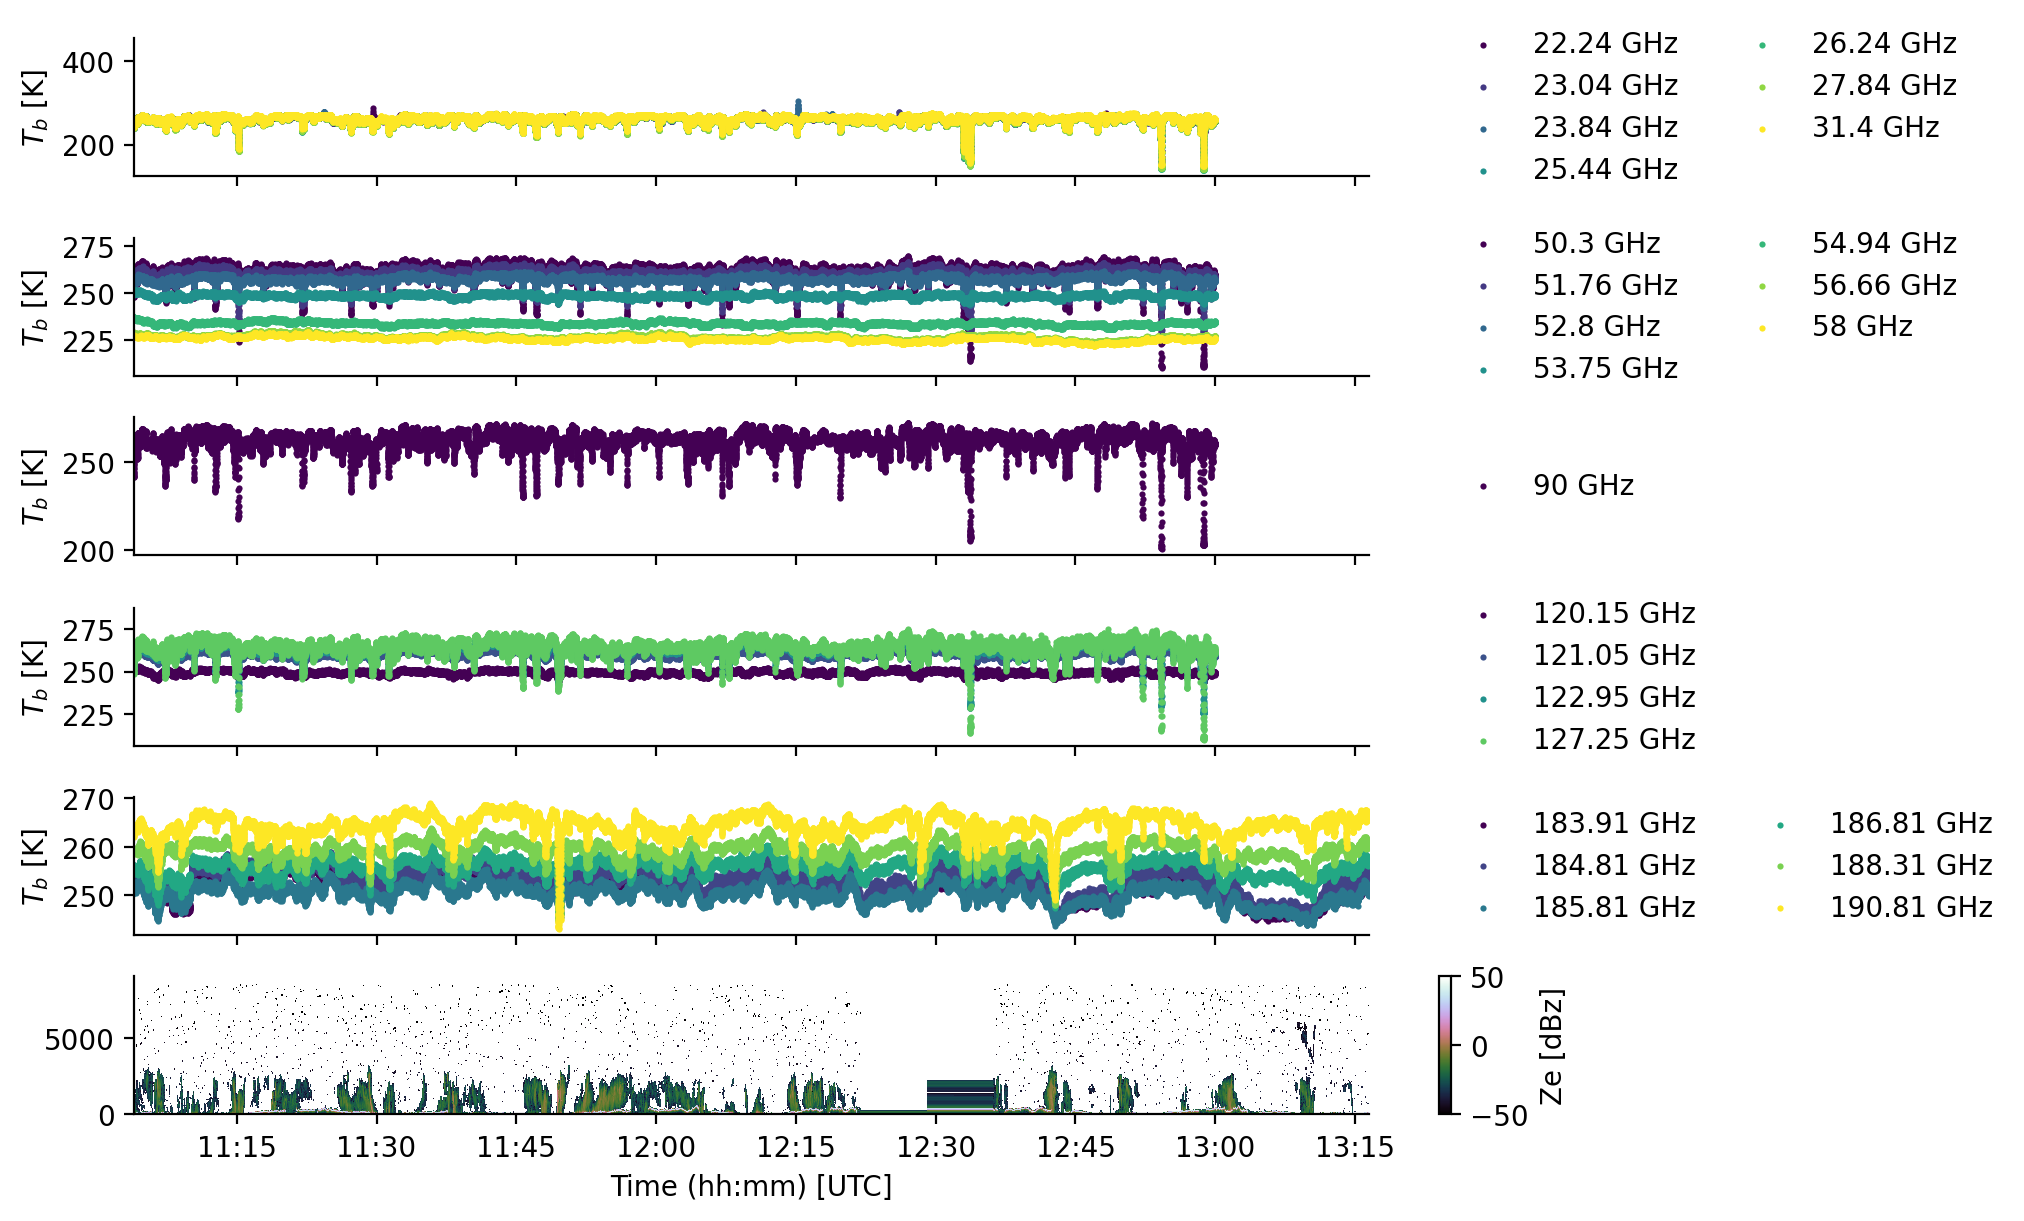 400
200
T_b [K]
22.24 GHz
23.04 GHz
23.84 GHz
25.44 GHz
26.24 GHz
27.84 GHz
31.4 GHz
275
250
225
T_b [K]
50.3 GHz
51.76 GHz
52.8 GHz
53.75 GHz
54.94 GHz
56.66 GHz
58 GHz
250
200
T_b [K]
90 GHz
275
250
225
T_b [K]
120.15 GHz
121.05 GHz
122.95 GHz
127.25 GHz
270
260
250
T_b [K]
183.91 GHz
184.81 GHz
185.81 GHz
186.81 GHz
188.31 GHz
190.81 GHz
5000
0
50
0
−50
Ze [dBz]
11:15 11:30 11:45 12:00 12:15 12:30 12:45 13:00 13:15
Time (hh:mm) [UTC]